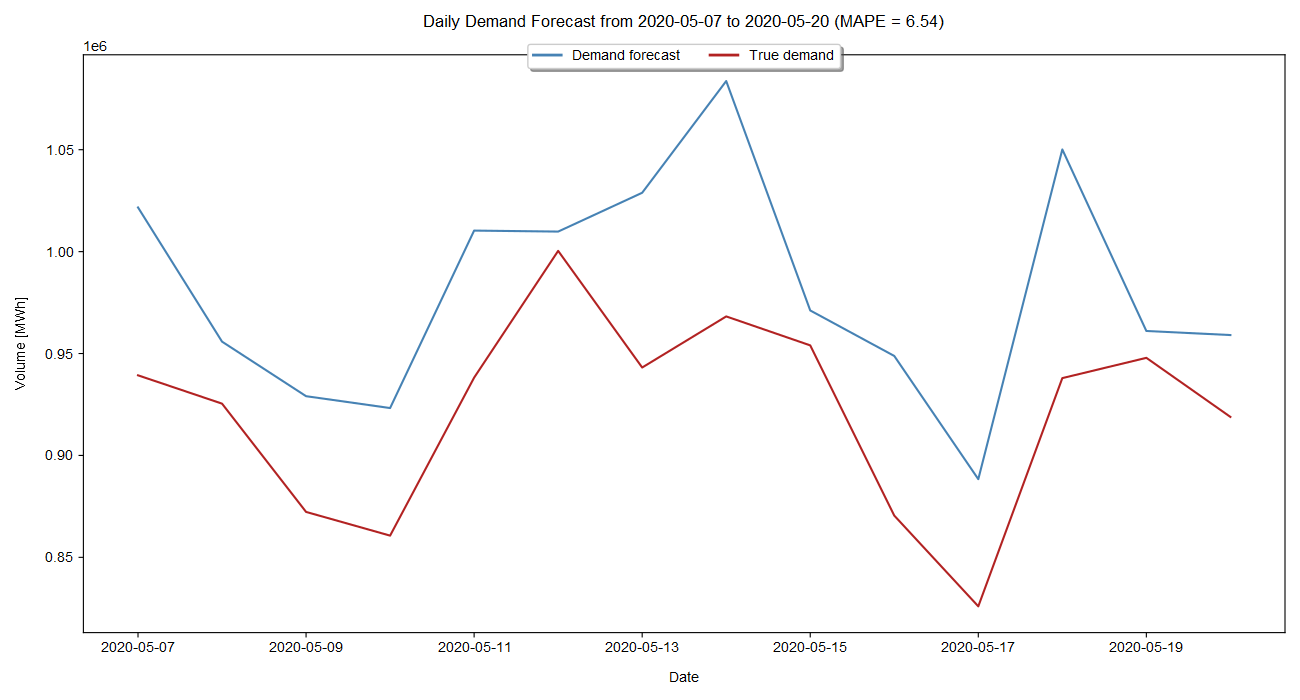 Daily Demand Forecast from 2020-05-07 to 2020-05-20 (MAPE = 6.54)
1e6
Demand forecast True demand
1.05
1.00
0.95
0.90
0.85
Volume [MWh]
2020-05-07 2020-05-09 2020-05-11 2020-05-13 2020-05-15 2020-05-17 2020-05-19
Date